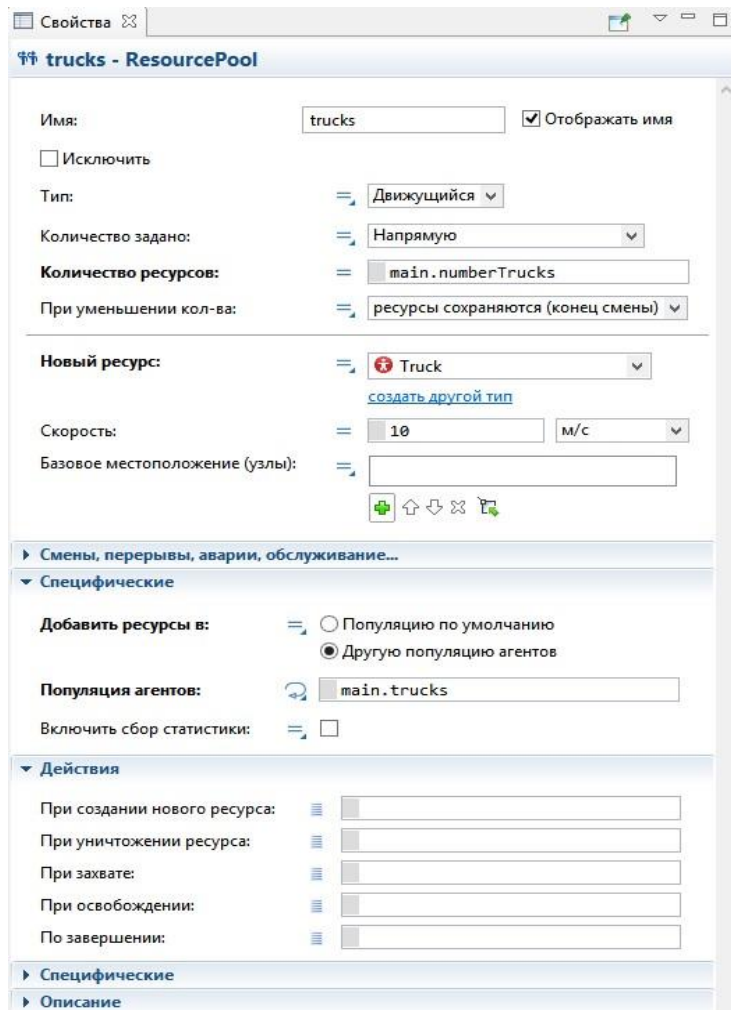 Свойства
trucks - ResourcePool
Имя: trucks Отображать имя
Исключить
Тип: Движущийся
Количество задано: Напрямую
Количество ресурсов: main.numberTrucks
При уменьшении кол-ва: ресурсы сохраняются (конец смены)
Новый ресурс: Truck
создать другой тип
Скорость: 10 м/с
Базовое местоположение (узлы):
Смены, перерывы, аварии, обслуживание...
Специфические
Добавить ресурсы в: Популяцию по умолчанию
Другую популяцию агентов
Популяция агентов: main.trucks
Включить сбор статистики:
Действия
При создании нового ресурса:
При уничтожении ресурса:
При захвате:
При освобождении:
По завершении:
Специфические
Описание